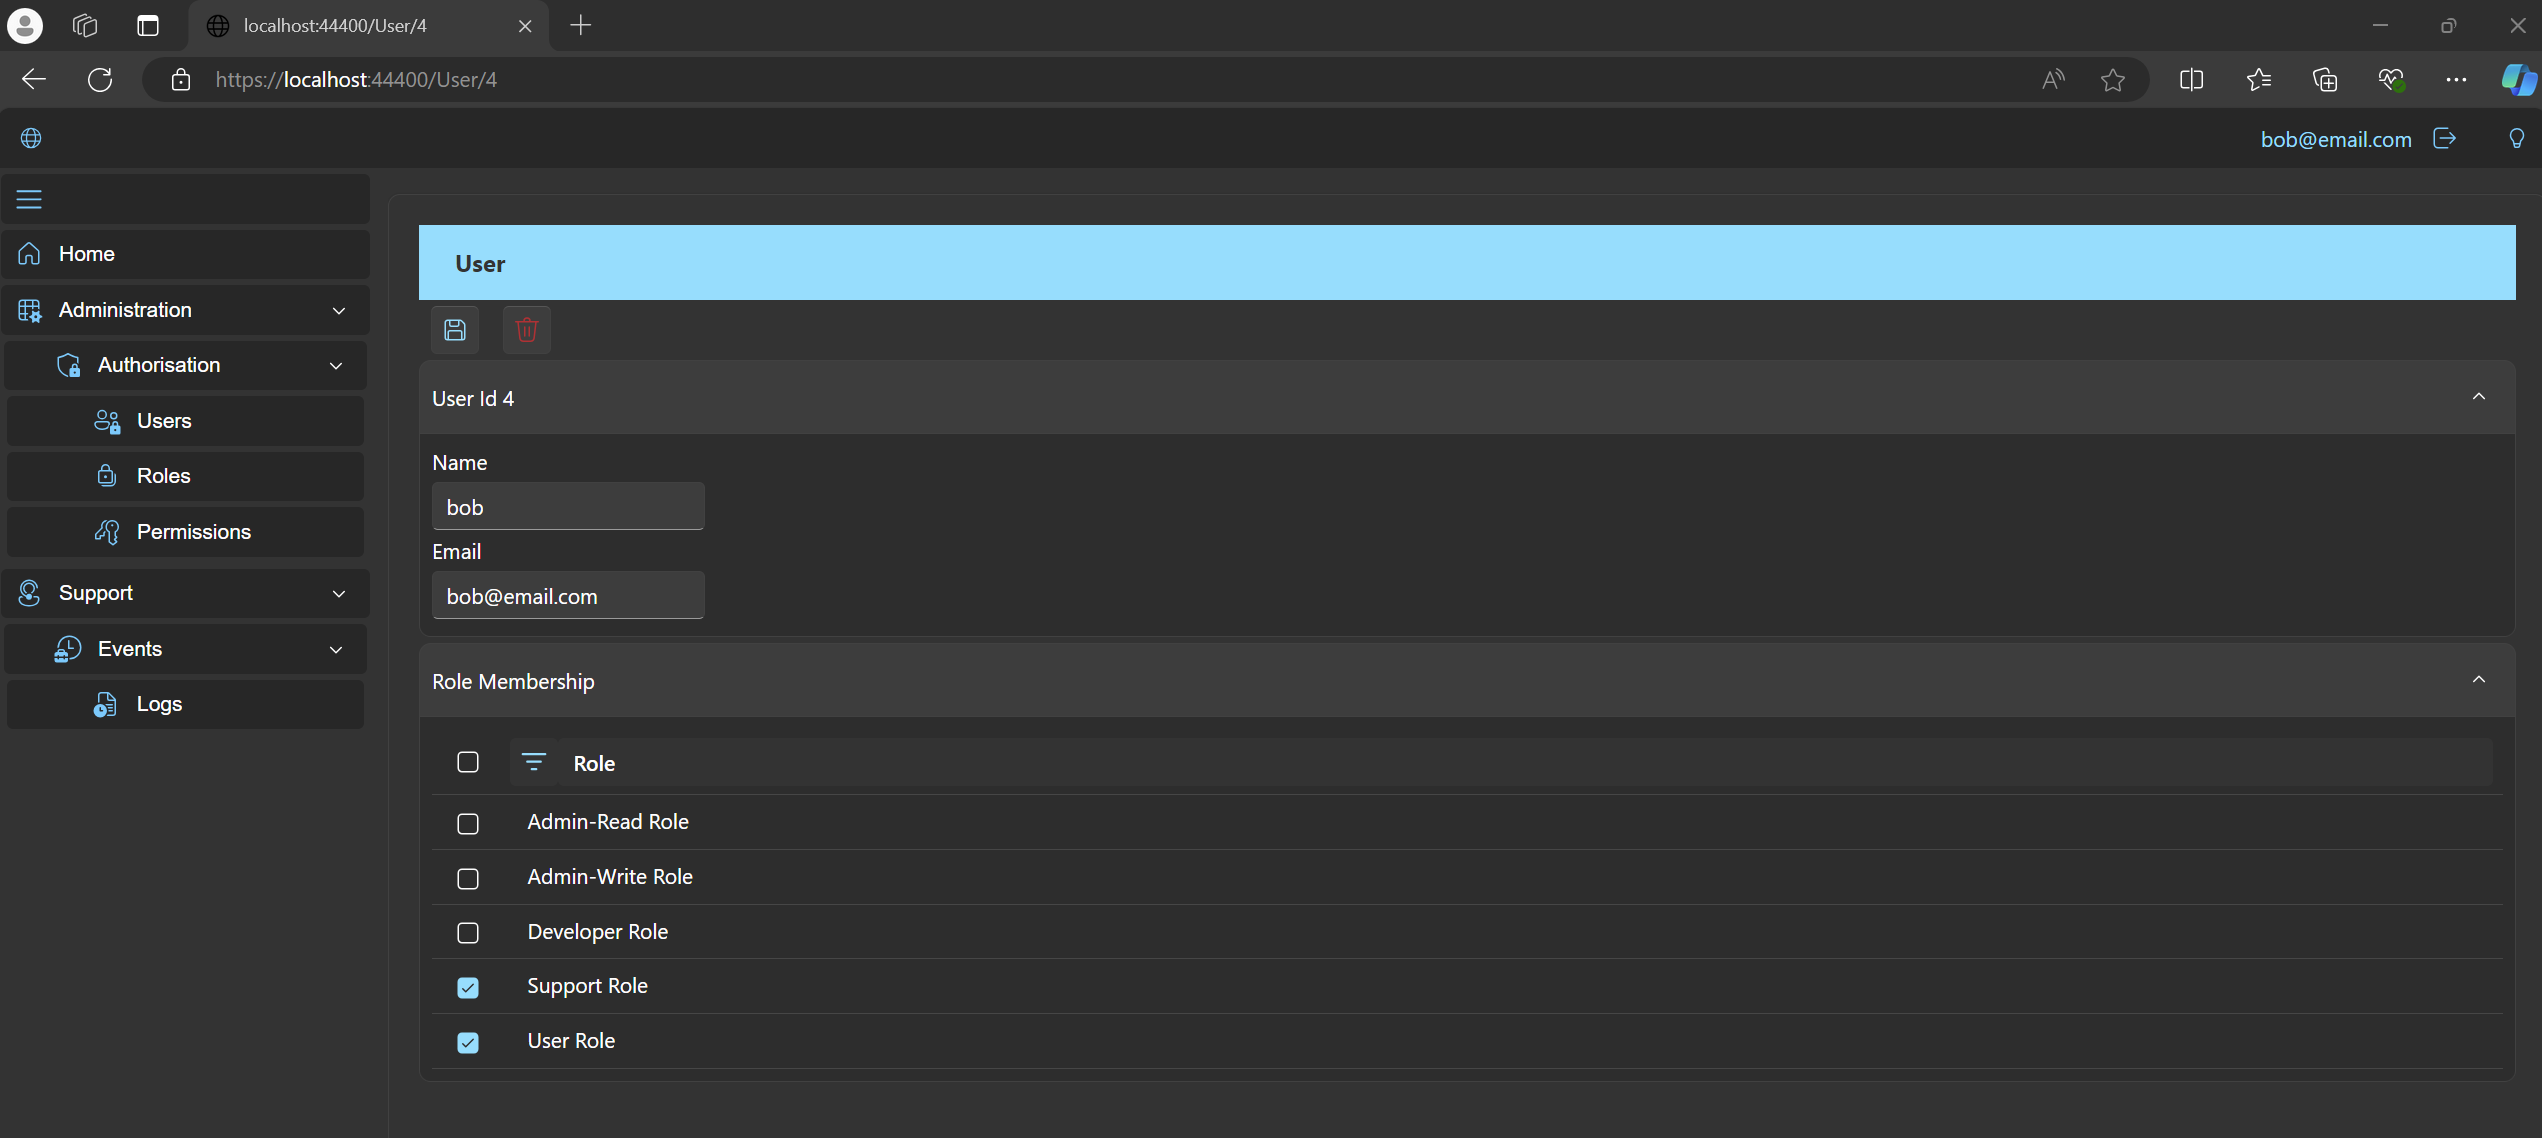 localhost:44400/User/4
https://localhost:44400/User/4
bob@email.com
Home
Administration
Authorisation
Users
Roles
Permissions
Support
Events
Logs
User
User Id 4
Name
bob
Email
bob@email.com
Role Membership
Role
Admin-Read Role
Admin-Write Role
Developer Role
Support Role
User Role